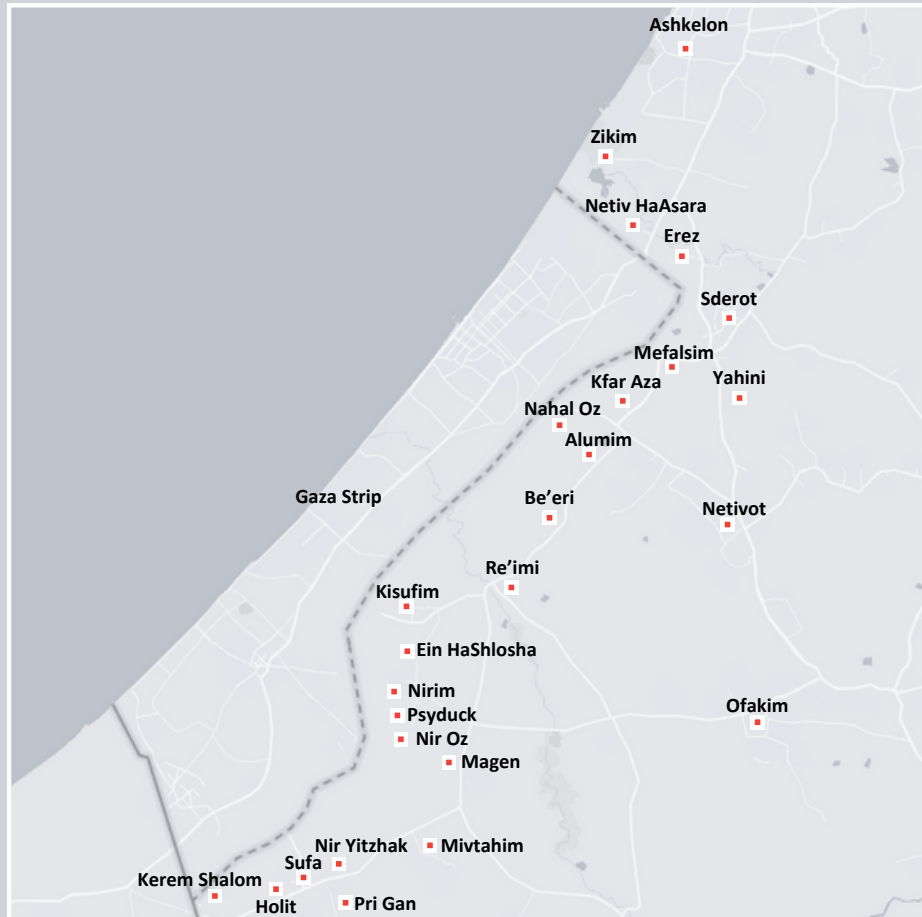 Ashkelon
Zikim
Netiv HaAsara
Erez
Sderot
Mefalsim
Yahini
Kfar Aza
Nahal Oz
Alumim
Gaza Strip
Be’eri
Netivot
Re’imi
Kisufim
Ein HaShlosha
Nirim
Psyduck
Ofakim
Nir Oz
Magen
Nir Yitzhak
Mivtahim
Sufa
Kerem Shalom
Holit
Pri Gan